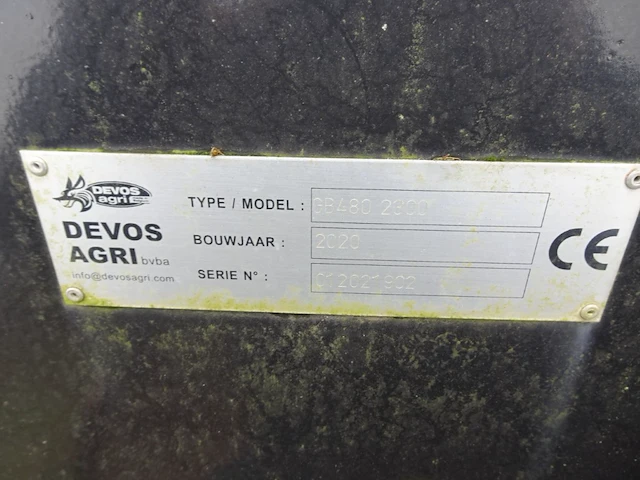 DEVOS
agri
DEVOS
AGRI bvba
info@devosagri.com
TYPE / MODEL :
BOUWJAAR : 2020
SERIE N° :
CE